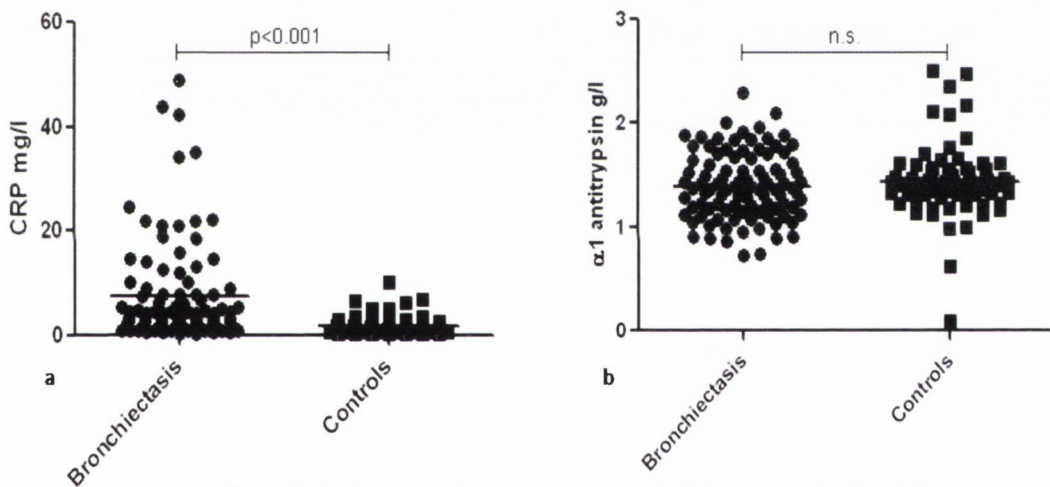 60
p<0.001
40
CRP mg/l
20
0
a
Bronchiectasis
Controls
3
n.s.
2
α1 antitrypsin g/l
1
0
b
Bronchiectasis
Controls